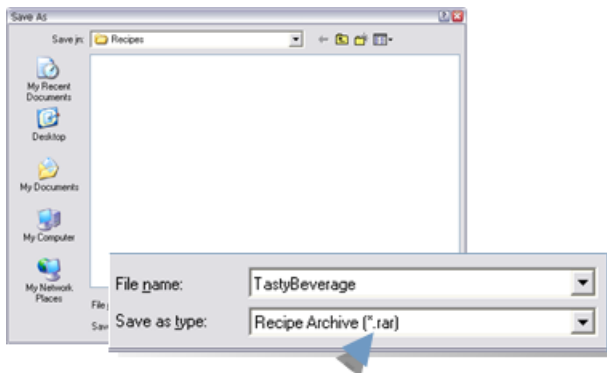 Save As
Save in:
Recipes
My Recent
Documents
Desktop
My Documents
My Computer
My Network
Places
File name:
TastyBeverage
Save as type:
Recipe Archive (*.rar)
File
Sav